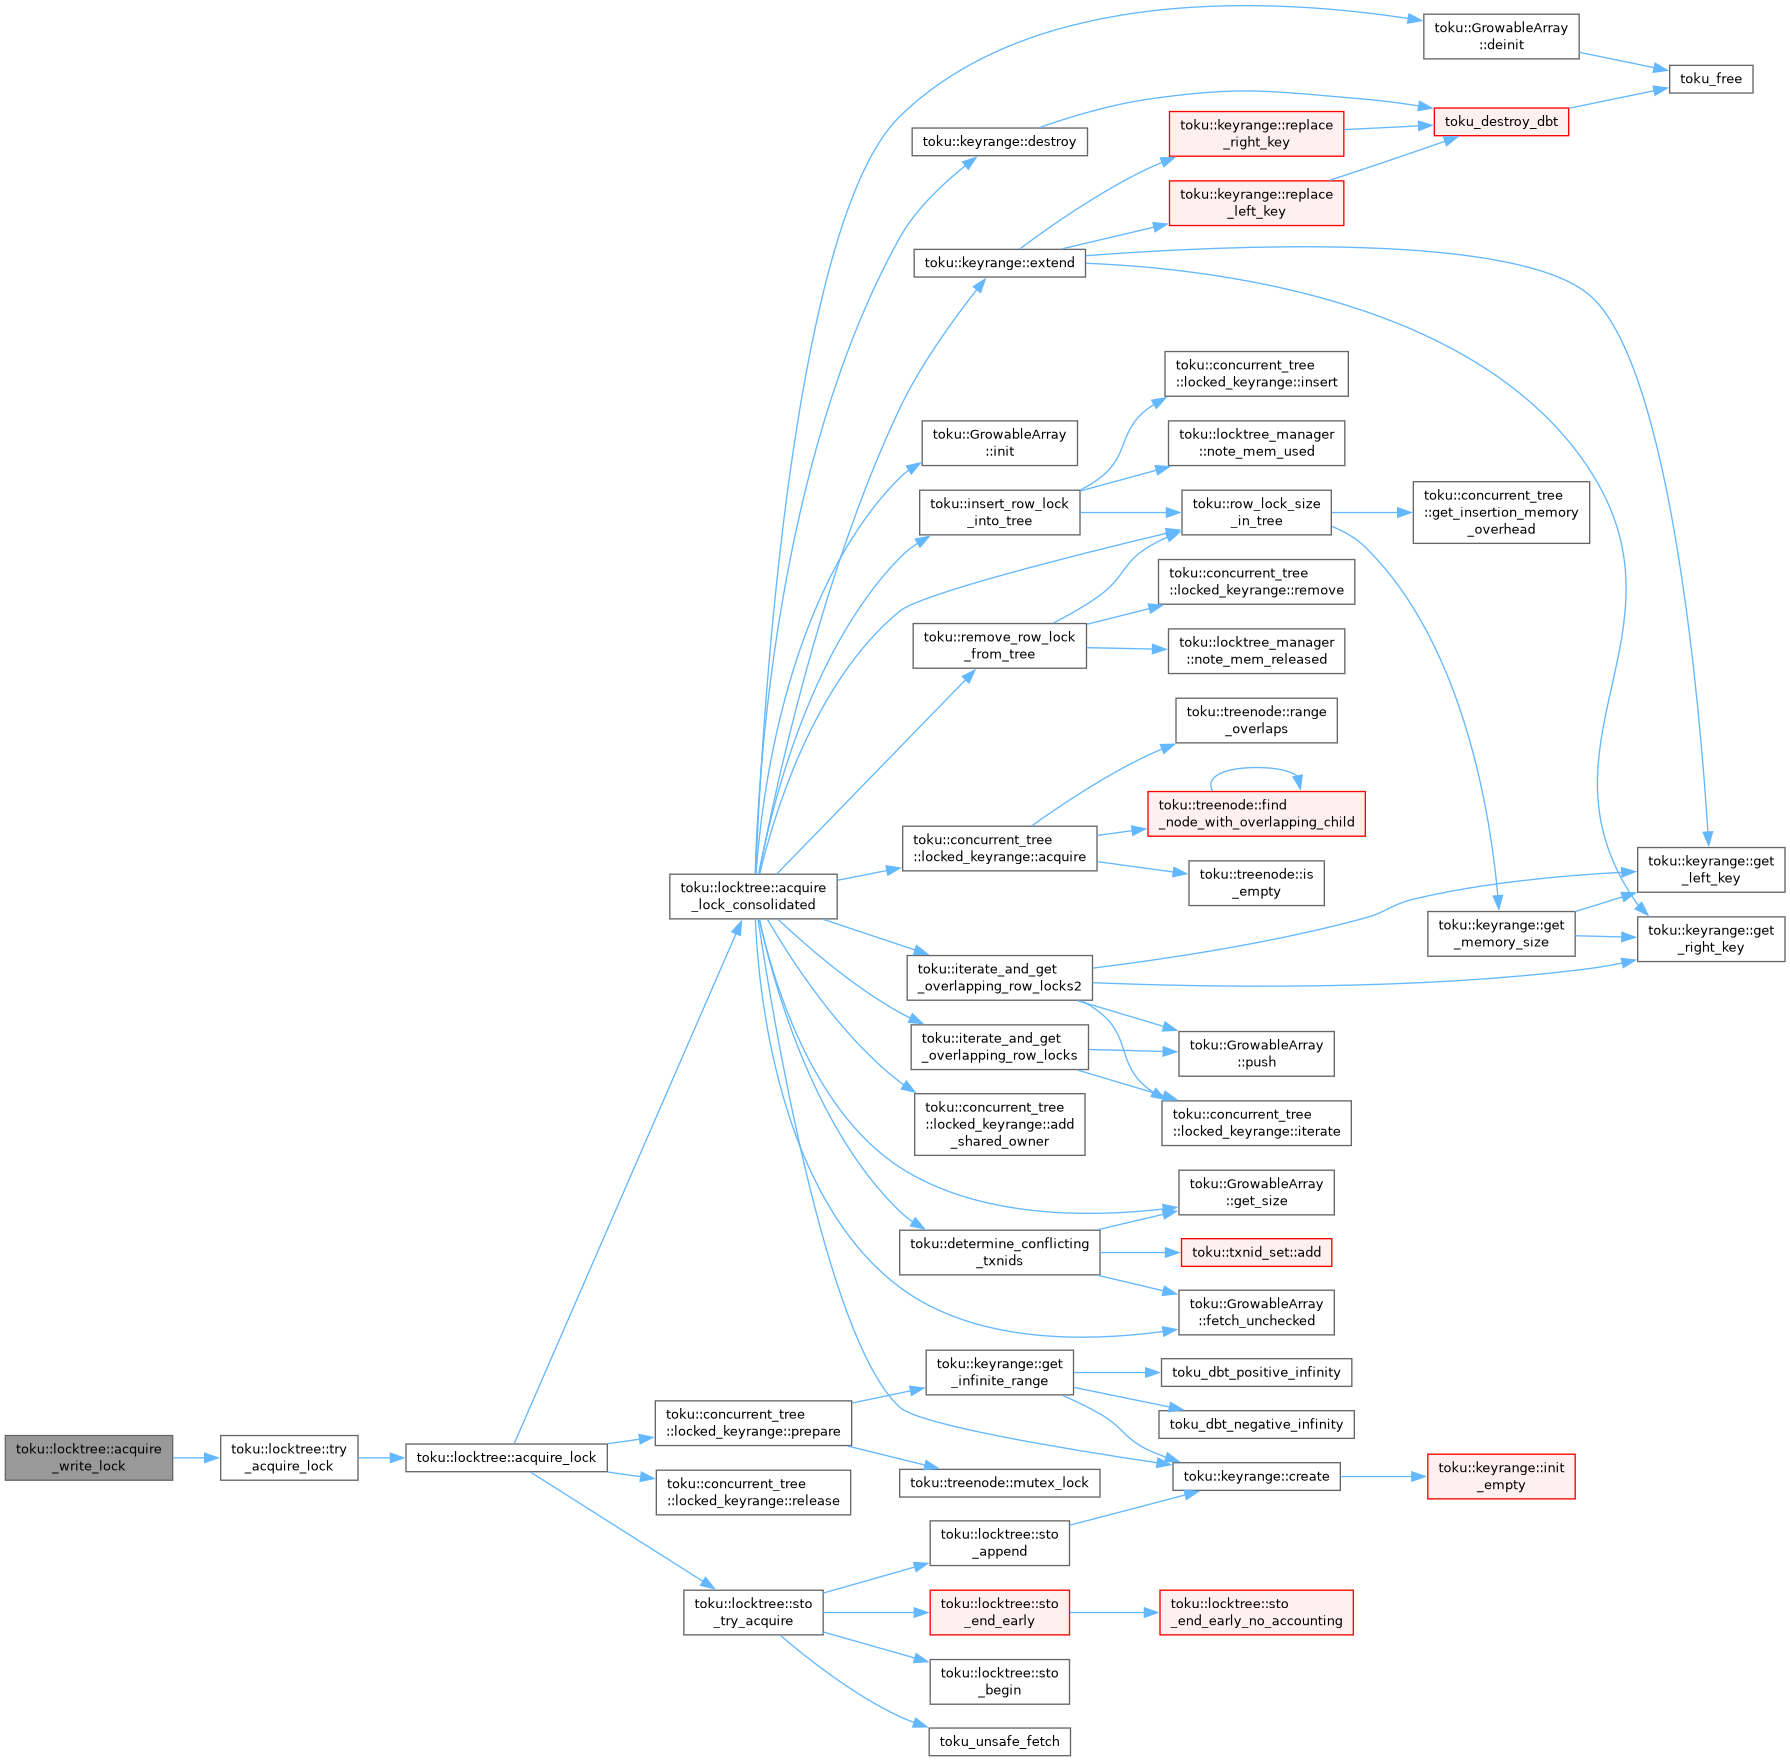 toku::GrowableArray
::deinit
toku_free
toku_destroy_dbt
toku::keyrange::replace
_right_key
toku::keyrange::destroy
toku::keyrange::replace
_left_key
toku::keyrange::extend
toku::concurrent_tree
::locked_keyrange::insert
toku::GrowableArray
::init
toku::locktree_manager
::note_mem_used
toku::insert_row_lock
_into_tree
toku::row_lock_size
_in_tree
toku::concurrent_tree
::get_insertion_memory
_overhead
toku::concurrent_tree
::locked_keyrange::remove
toku::remove_row_lock
_from_tree
toku::locktree_manager
::note_mem_released
toku::treenode::range
_overlaps
toku::treenode::find
_node_with_overlapping_child
toku::concurrent_tree
::locked_keyrange::acquire
toku::treenode::is
_empty
toku::keyrange::get
_left_key
toku::locktree::acquire
_lock_consolidated
toku::keyrange::get
_memory_size
toku::keyrange::get
_right_key
toku::iterate_and_get
_overlapping_row_locks2
toku::iterate_and_get
_overlapping_row_locks
toku::GrowableArray
::push
toku::concurrent_tree
::locked_keyrange::add
_shared_owner
toku::concurrent_tree
::locked_keyrange::iterate
toku::GrowableArray
::get_size
toku::determine_conflicting
_txnids
toku::txnid_set::add
toku::GrowableArray
::fetch_unchecked
toku::keyrange::get
_infinite_range
toku_dbt_positive_infinity
toku_dbt_negative_infinity
toku::concurrent_tree
::locked_keyrange::prepare
toku::locktree::acquire
_write_lock
toku::locktree::try
_acquire_lock
toku::locktree::acquire_lock
toku::treenode::mutex_lock
toku::keyrange::create
toku::keyrange::init
_empty
toku::concurrent_tree
::locked_keyrange::release
toku::locktree::sto
_append
toku::locktree::sto
_try_acquire
toku::locktree::sto
_end_early
toku::locktree::sto
_end_early_no_accounting
toku::locktree::sto
_begin
toku_unsafe_fetch